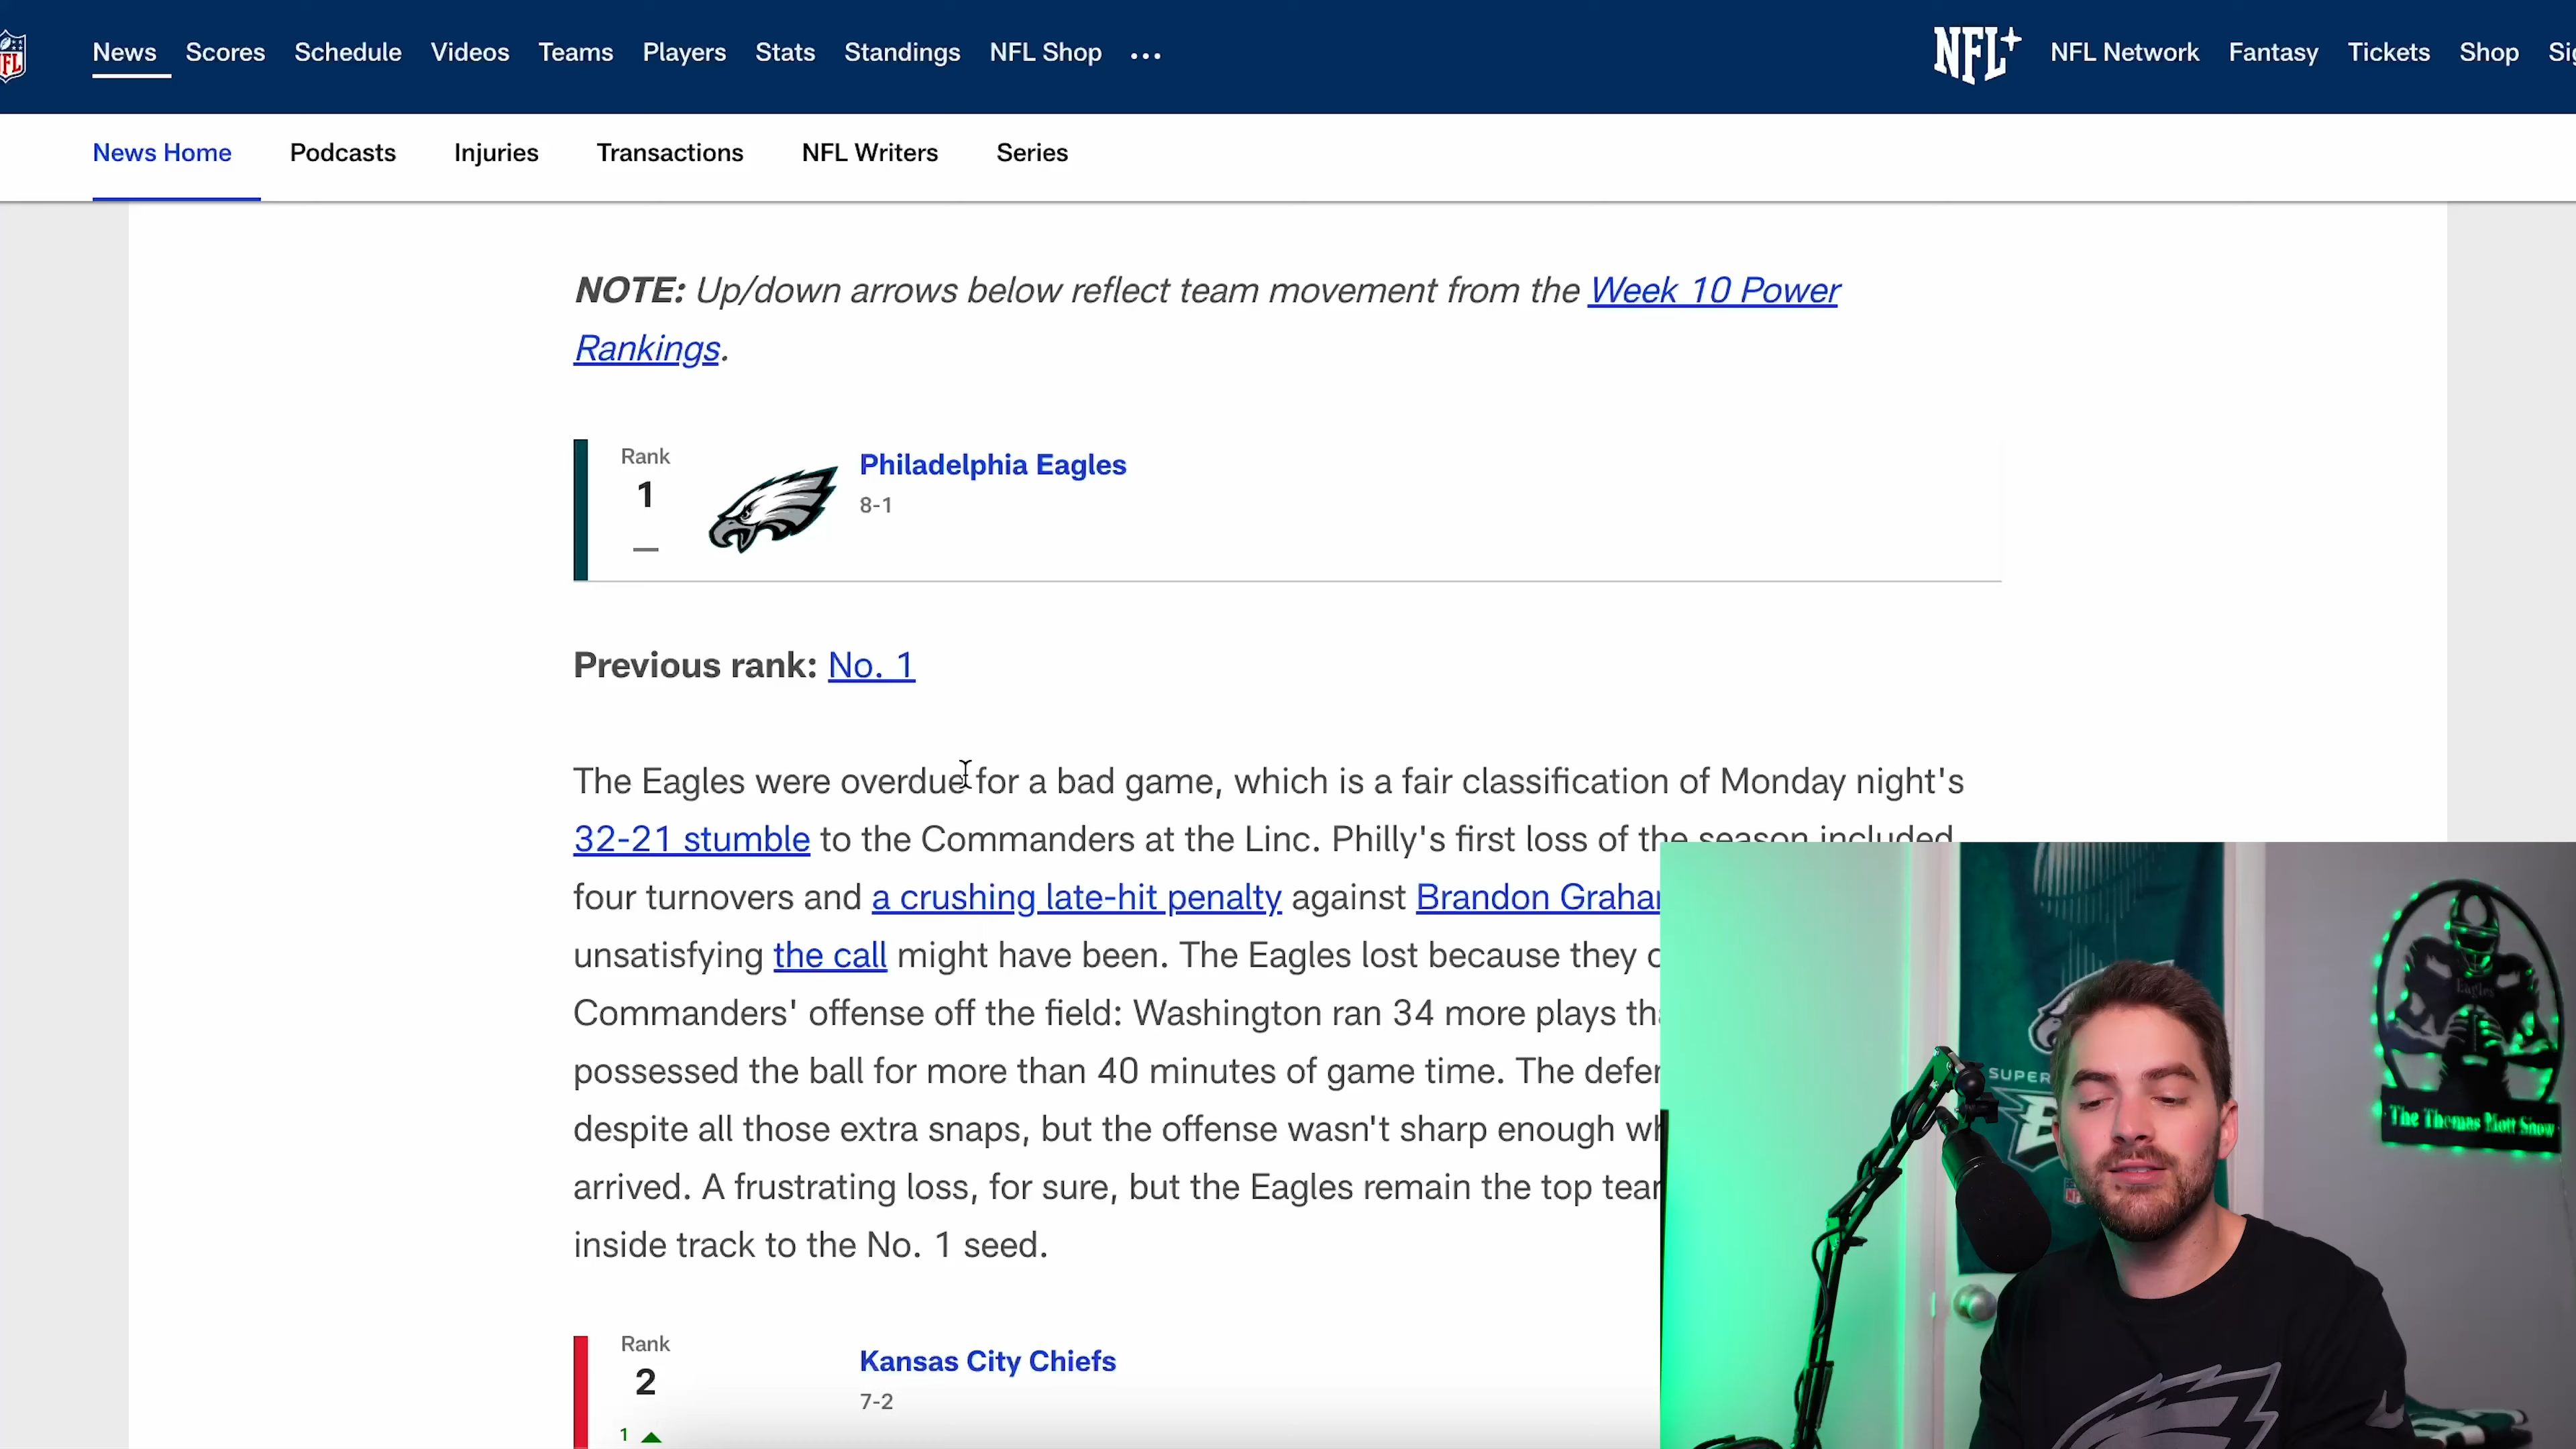 NFL
News Scores Schedule Videos Teams Players Stats Standings NFL Shop ...
NFL+ NFL Network Fantasy Tickets Shop
News Home Podcasts Injuries Transactions NFL Writers Series
NOTE: Up/down arrows below reflect team movement from the Week 10 Power
Rankings.
Rank
1
Philadelphia Eagles
8-1
Previous rank: No. 1
The Eagles were overdue for a bad game, which is a fair classification of Monday night's
32-21 stumble to the Commanders at the Linc. Philly's first loss of the season included
four turnovers and a crushing late-hit penalty against Brandon
unsatisfying the call might have been. The Eagles lost because they
Commanders' offense off the field: Washington ran 34 more plays
possessed the ball for more than 40 minutes of game time. The
despite all those extra snaps, but the offense wasn't sharp enough
arrived. A frustrating loss, for sure, but the Eagles remain the top
inside track to the No. 1 seed.
Rank
2
1
Kansas City Chiefs
7-2
SUPER
Eagles
The Thomas Mott Show